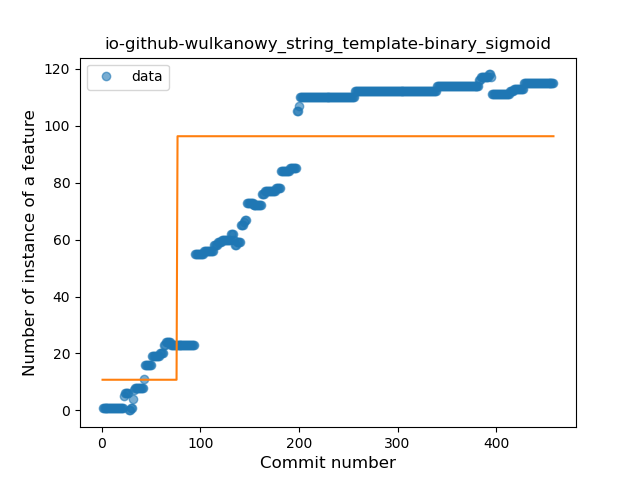 io-github-wulkanowy_string_template-binary_sigmoid
data
Number of instance of a feature
120
100
80
60
40
20
0
0 100 200 300 400
Commit number